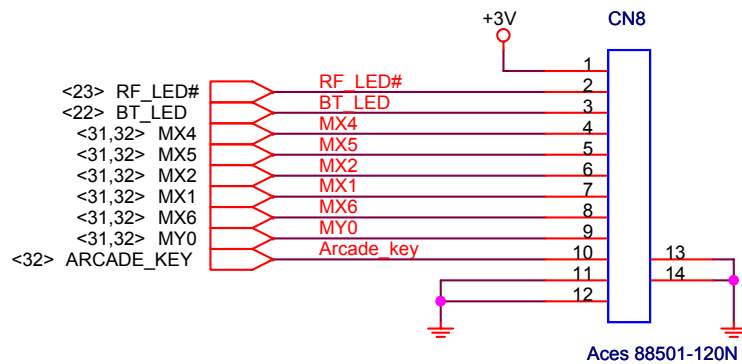 +3V CN8
1
<23> RF_LED# RF_LED# 2
<22> BT_LED BT_LED 3
<31,32> MX4 MX4 4
<31,32> MX5 MX5 5
<31,32> MX2 MX2 6
<31,32> MX1 MX1 7
<31,32> MX6 MX6 8
<31,32> MY0 MY0 9
<32> ARCADE_KEY Arcade_key 10 13
11 14
12
Aces 88501-120N